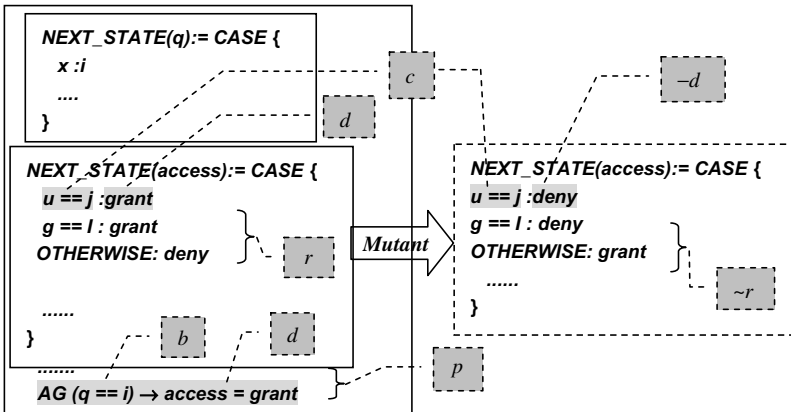 NEXT_STATE(q):= CASE {
x :i
....
}
c
d
NEXT_STATE(access):= CASE {
u == j :grant
g == I : grant
OTHERWISE: deny
r
......
}
b
d
.......
AG (q == i) → access = grant
p
Mutant
–d
NEXT_STATE(access):= CASE {
u == j :deny
g == I : deny
OTHERWISE: grant
......
}
~r